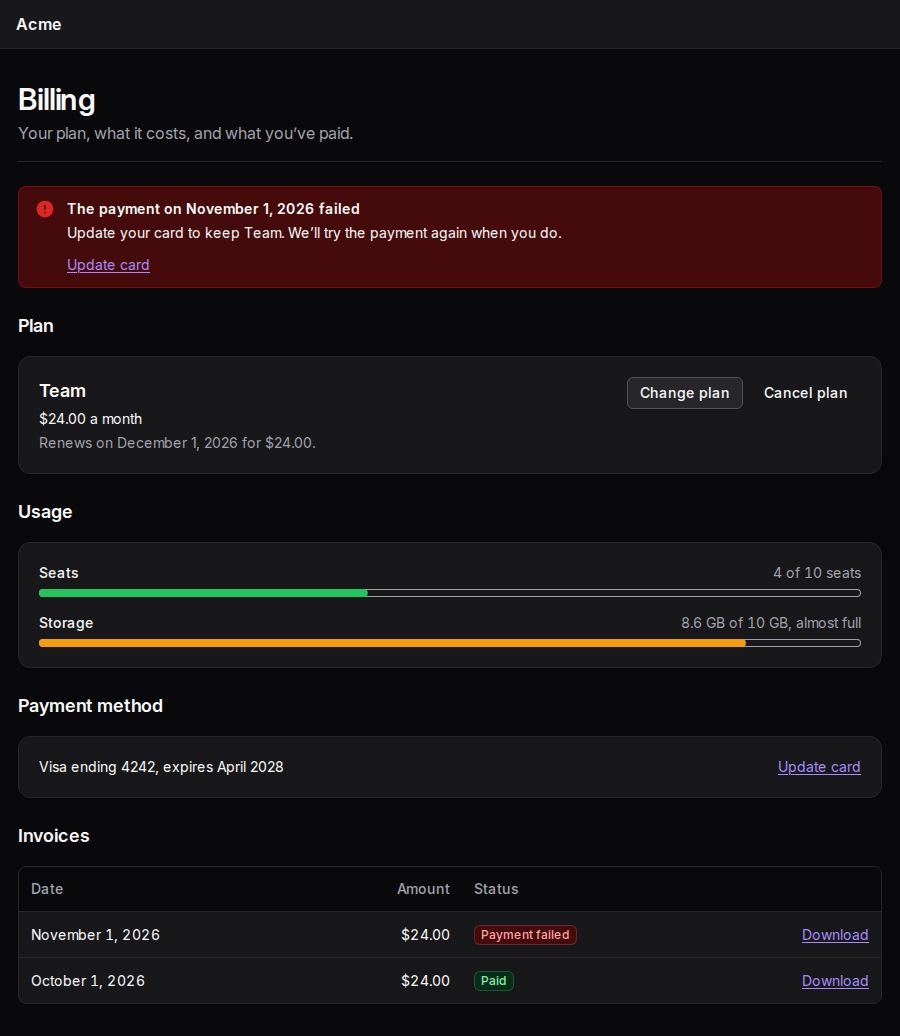 Acme
Billing
Your plan, what it costs, and what you've paid.
The payment on November 1, 2026 failed
Update your card to keep Team. We'll try the payment again when you do.
Update card
Plan
Team
Change plan
Cancel plan
$24.00 a month
Renews on December 1, 2026 for $24.00.
Usage
Seats
4 of 10 seats
Storage
8.6 GB of 10 GB, almost full
Payment method
Visa ending 4242, expires April 2028
Update card
Invoices
Date Amount Status
November 1, 2026 $24.00 Payment failed Download
October 1, 2026 $24.00 Paid Download